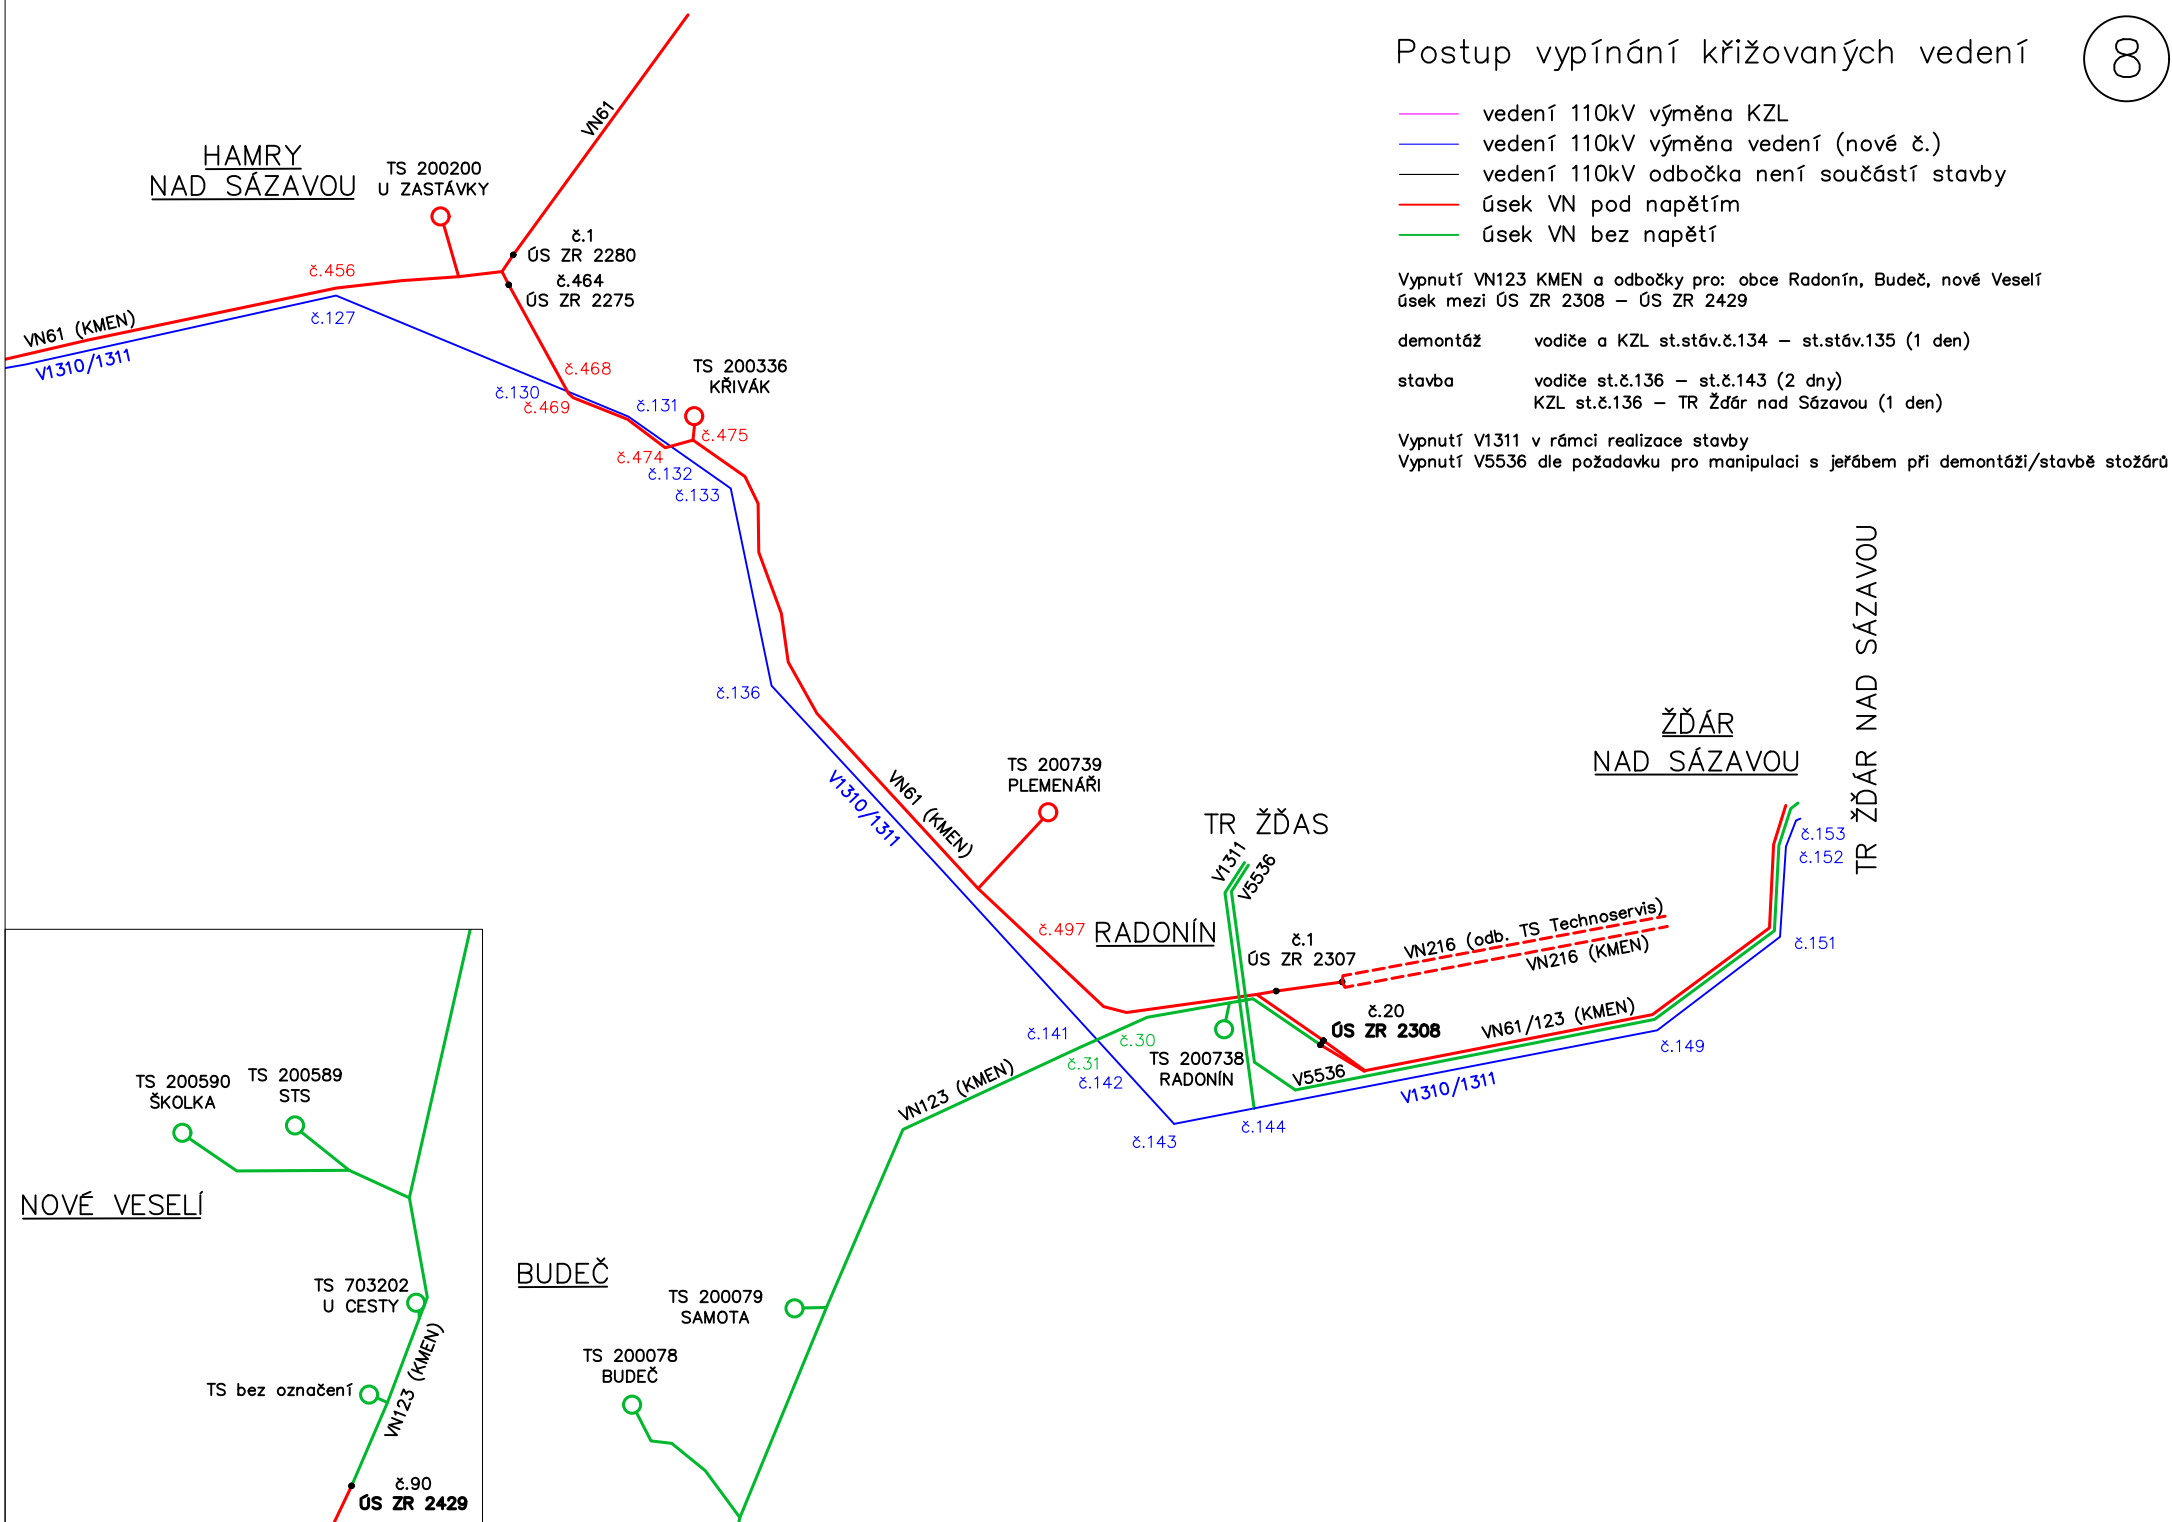 Postup vypínání křižovaných vedení
8
vedení 110kV výměna KZL
vedení 110kV výměna vedení (nové č.)
vedení 110kV odbočka není součástí stavby
úsek VN pod napětím
úsek VN bez napětí
Vypnutí VN123 KMEN a odbočky pro: obce Radonín, Budeč, nové Veselí
úsek mezi ÚS ZR 2308 – ÚS ZR 2429
demontáž vodiče a KZL st.stáv.č.134 – st.stáv.135 (1 den)
stavba vodiče st.č.136 – st.č.143 (2 dny)
KZL st.č.136 – TR Žďár nad Sázavou (1 den)
Vypnutí V1311 v rámci realizace stavby
Vypnutí V5536 dle požadavku pro manipulaci s jeřábem při demontáži/stavbě stožárů
VN61
HAMRY
NAD SÁZAVOU
TS 200200
U ZASTÁVKY
č.1
ÚS ZR 2280
č.464
ÚS ZR 2275
č.456
č.127
VN61 (KMEN)
V1310/1311
č.468
č.130
č.469
č.131
TS 200336
KŘIVÁK
č.475
č.474
č.132
č.133
č.136
VN61 (KMEN)
V1310/1311
TS 200739
PLEMENÁŘI
TR ŽĎAS
V1311
V5536
ŽĎÁR
NAD SÁZAVOU
TR ŽĎÁR NAD SÁZAVOU
č.153
č.152
č.151
č.497
RADONÍN
č.1
ÚS ZR 2307
VN216 (odb. TS Technoservis)
VN216 (KMEN)
č.20
ÚS ZR 2308
VN61/123 (KMEN)
č.149
č.141
č.30
č.31
č.142
TS 200738
RADONÍN
V5536
V1310/1311
VN123 (KMEN)
č.143
č.144
TS 200590
ŠKOLKA
TS 200589
STS
NOVÉ VESELÍ
TS 703202
U CESTY
VN123 (KMEN)
TS bez označení
č.90
ÚS ZR 2429
BUDEČ
TS 200079
SAMOTA
TS 200078
BUDEČ